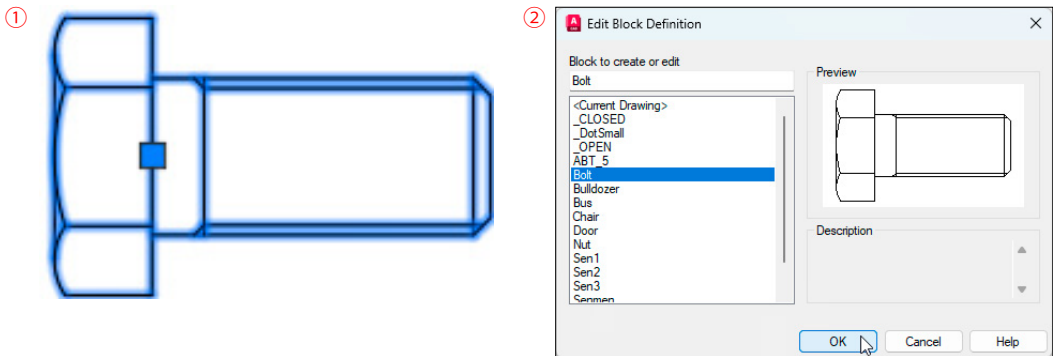 ①
②
Edit Block Definition
Block to create or edit
Bolt
<Current Drawing>
_CLOSED
_DotSmall
_OPEN
ABT_5
Bolt
Bulldozer
Bus
Chair
Door
Nut
Sen1
Sen2
Sen3
Senmen
Preview
Description
OK
Cancel
Help